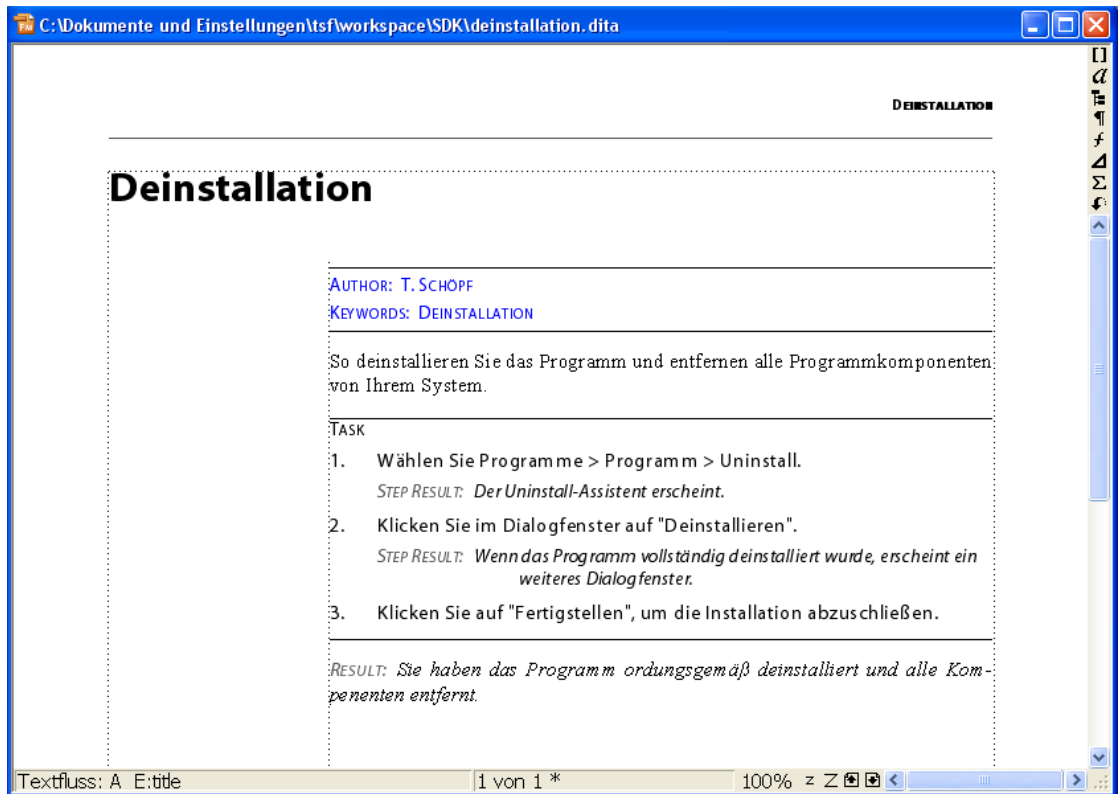 C:\Dokumente und Einstellungen\tsf\workspace\SDK\deinstallation.dita
DEINSTALLATION
Deinstallation
AUTHOR: T. SCHÖPF
KEYWORDS: DEINSTALLATION
So deinstallieren Sie das Programm und entfernen alle Programmkomponenten
von Ihrem System.
TASK
1. Wählen Sie Programme > Programm > Uninstall.
STEP RESULT: Der Uninstall-Assistent erscheint.
2. Klicken Sie im Dialogfenster auf "Deinstallieren".
STEP RESULT: Wenn das Programm vollständig deinstalliert wurde, erscheint ein
weiteres Dialogfenster.
3. Klicken Sie auf "Fertigstellen", um die Installation abzuschließen.
RESULT: Sie haben das Programm ordungsgemäß deinstalliert und alle Kom-
penenten entfernt.
Textfluss: A E:title 1 von 1 * 100% z Z